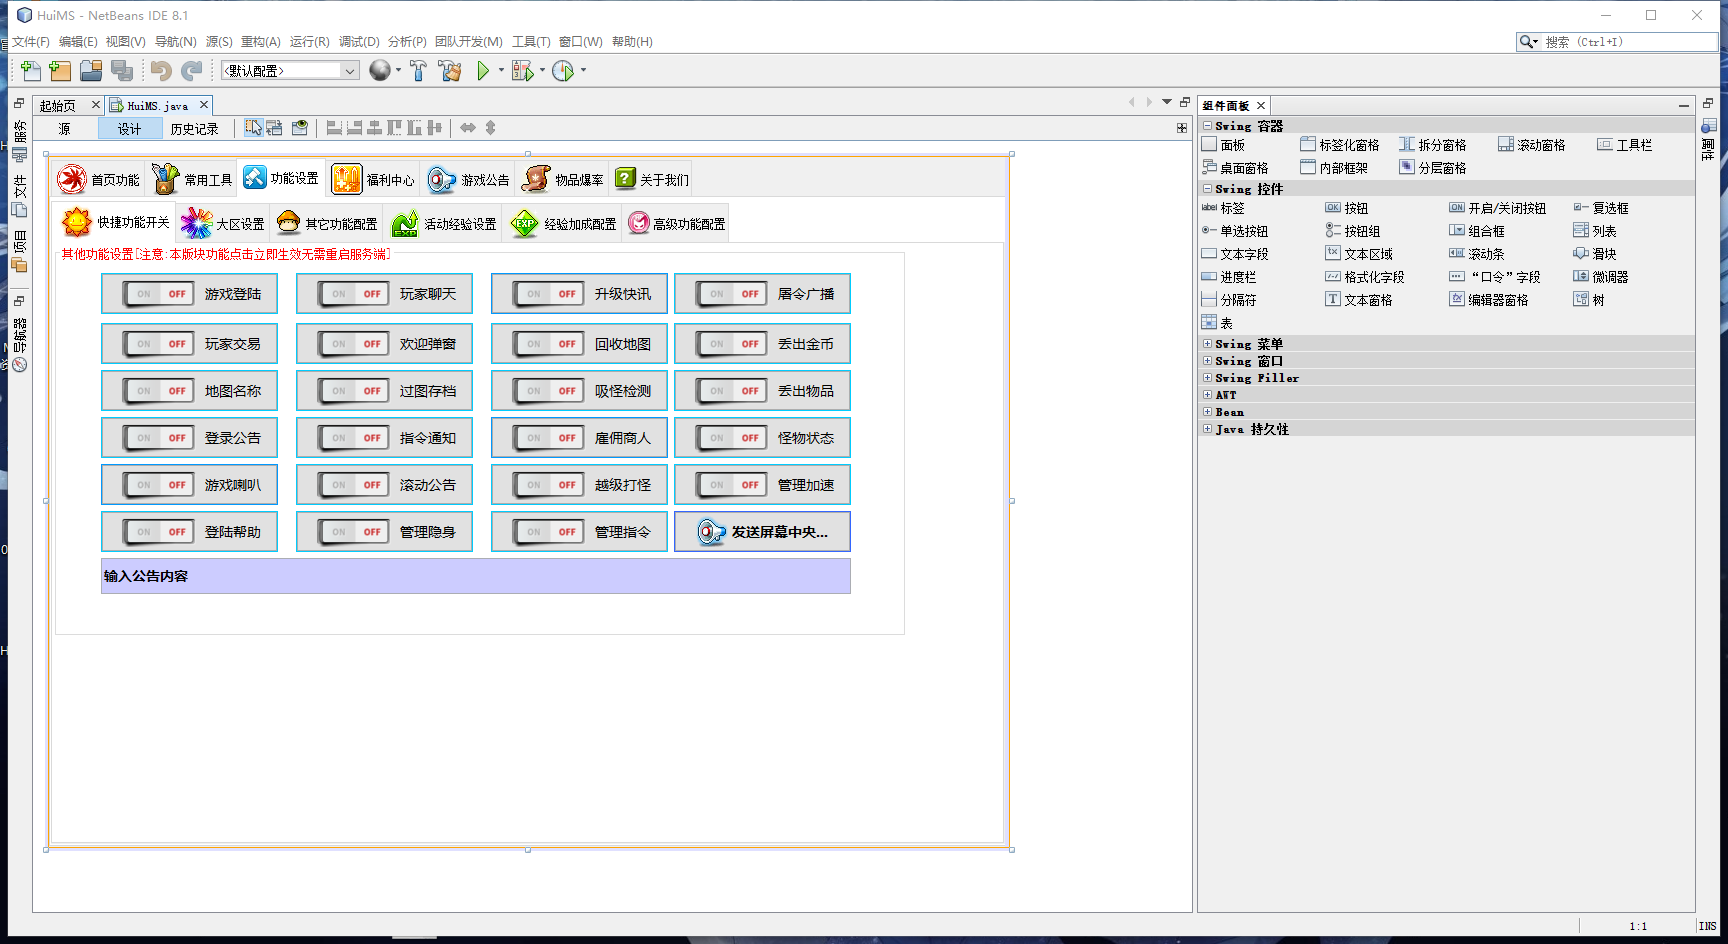 HuiMS - NetBeans IDE 8.1
文件(F) 编辑(E) 视图(V) 导航(N) 源(S) 重构(A) 运行(R) 调试(D) 分析(P) 团队开发(M) 工具(T) 窗口(W) 帮助(H)
搜索 (Ctrl+I)
<默认配置>
起始页 HuiMS.java
源 设计 历史记录
服务
文件
项目
导航器
首页功能 常用工具 功能设置 福利中心 游戏公告 物品爆率 关于我们
快捷功能开关 大区设置 其它功能配置 活动经验设置 经验加成配置 高级功能配置
其他功能设置[注意:本版块功能点击立即生效无需重启服务端]
ON OFF 游戏登陆 ON OFF 玩家聊天 ON OFF 升级快讯 ON OFF 屠令广播
ON OFF 玩家交易 ON OFF 欢迎弹窗 ON OFF 回收地图 ON OFF 丢出金币
ON OFF 地图名称 ON OFF 过图存档 ON OFF 吸怪检测 ON OFF 丢出物品
ON OFF 登录公告 ON OFF 指令通知 ON OFF 雇佣商人 ON OFF 怪物状态
ON OFF 游戏喇叭 ON OFF 滚动公告 ON OFF 越级打怪 ON OFF 管理加速
ON OFF 登陆帮助 ON OFF 管理隐身 ON OFF 管理指令 发送屏幕中央...
输入公告内容
组件面板
Swing 容器
面板 标签化窗格 拆分窗格 滚动窗格 工具栏
桌面窗格 内部框架 分层窗格
Swing 控件
label 标签 OK 按钮 ON 开启/关闭按钮 复选框
单选按钮 按钮组 组合框 列表
文本字段 文本区域 滚动条 滑块
进度栏 格式化字段 “口令”字段 微调器
分隔符 文本窗格 编辑器窗格 树
表
Swing 菜单
Swing 窗口
Swing Filler
AWT
Bean
Java 持久性
属性
1:1 INS